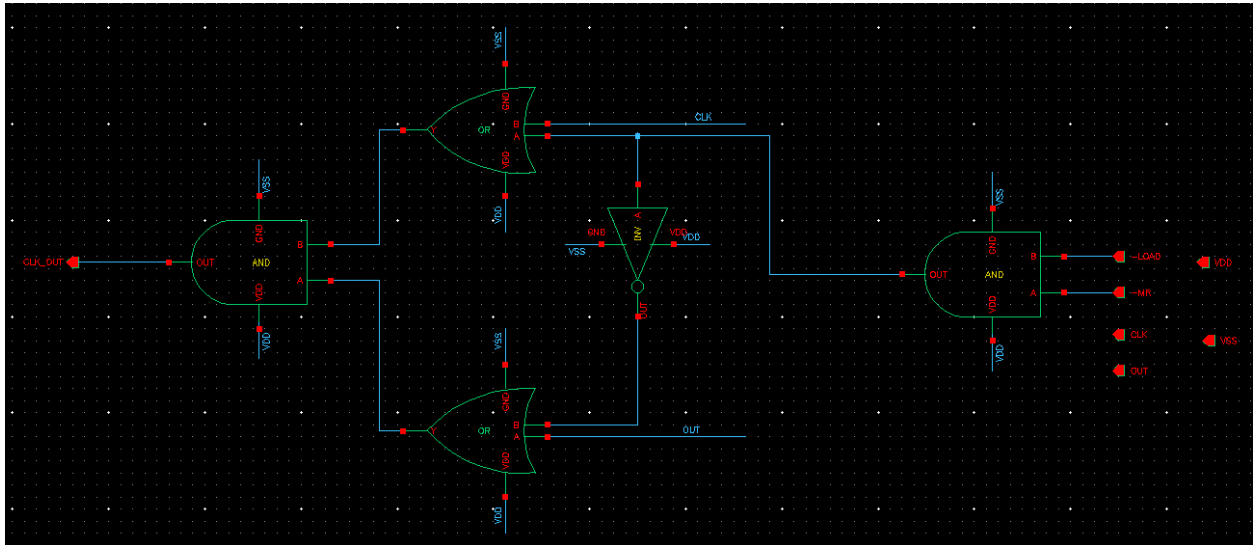 VSS
GND
OR
B
A
Y
VDD
VDD
CLK
VSS
GND
AND
B
A
OUT
VDD
VDD
CLK_OUT
A
INV
GND
VSS
VDD
VDD
OUT
VSS
GND
OR
B
A
Y
VDD
VDD
OUT
VSS
GND
AND
B
A
OUT
VDD
VDD
~LOAD
~MR
CLK
OUT
VDD
VSS